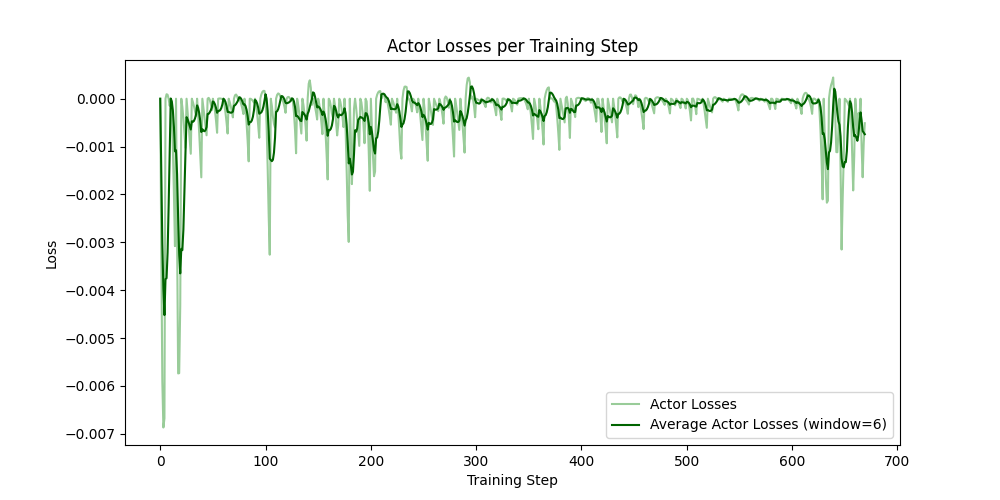 Actor Losses per Training Step
Loss
0.000
−0.001
−0.002
−0.003
−0.004
−0.005
−0.006
−0.007
0 100 200 300 400 500 600 700
Training Step
Actor Losses
Average Actor Losses (window=6)